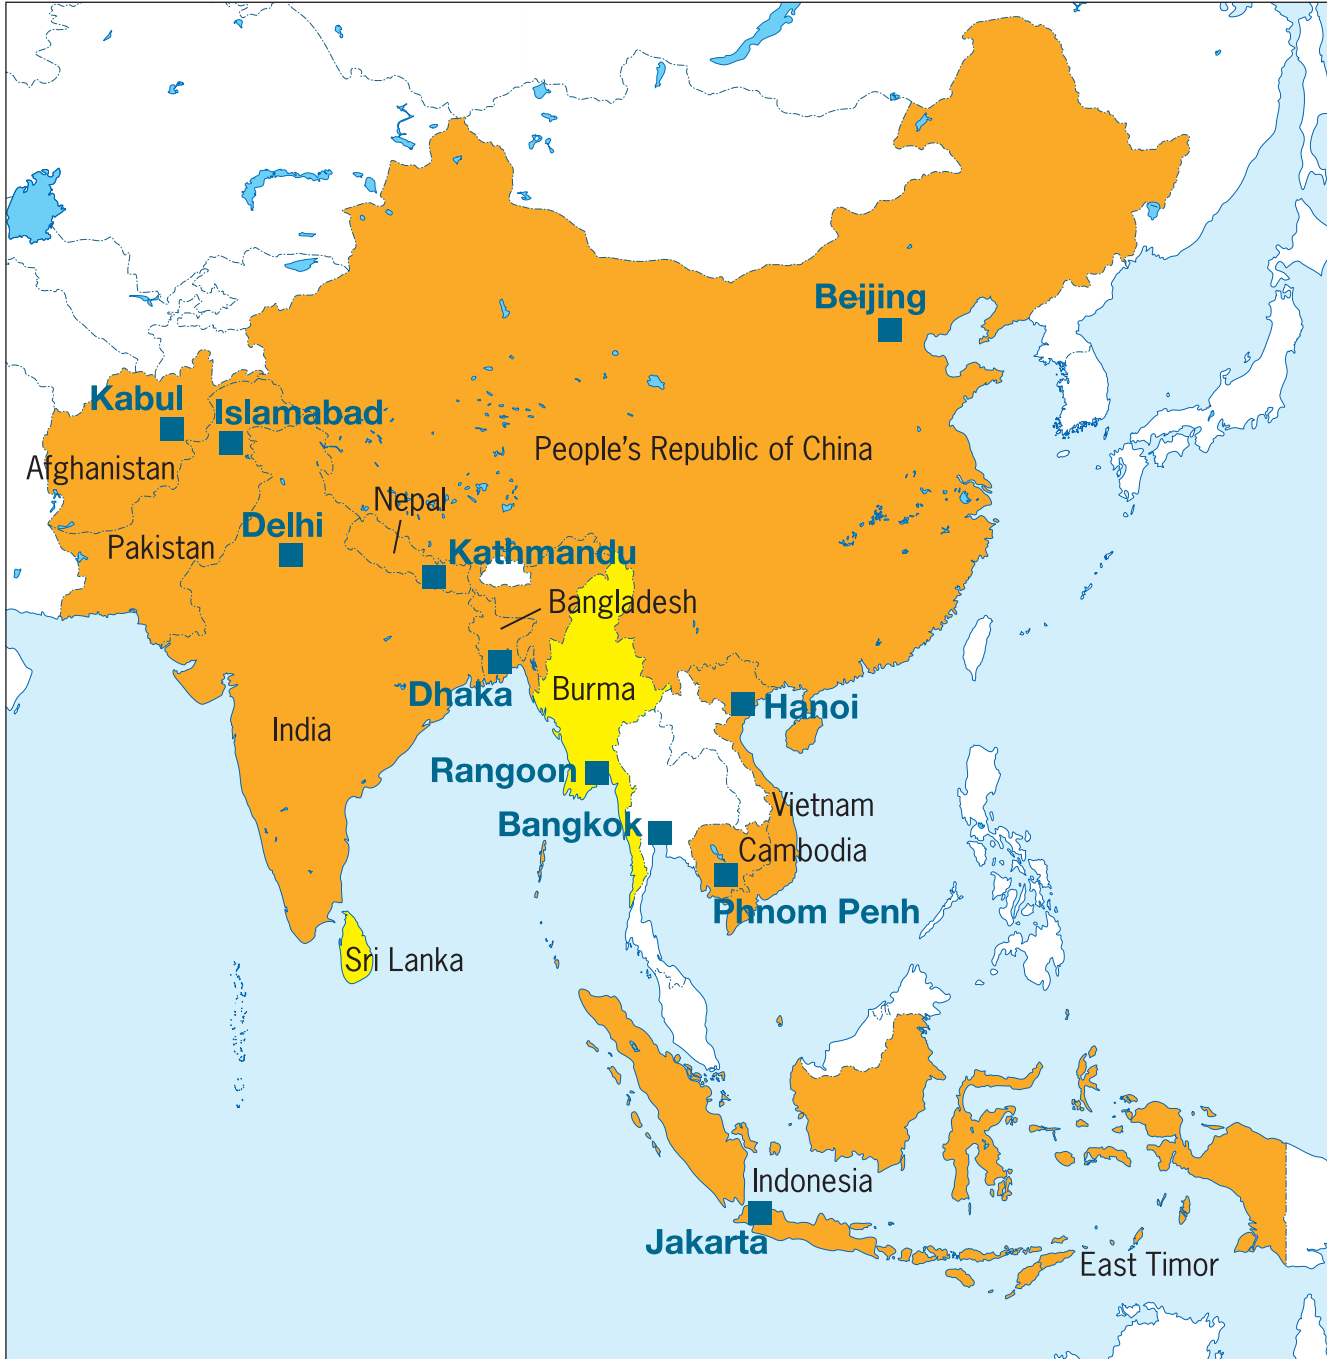 Beijing
Kabul
Islamabad
People's Republic of China
Afghanistan
Nepal
Delhi
Pakistan
Kathmandu
Bangladesh
Burma
Dhaka
Hanoi
India
Rangoon
Vietnam
Bangkok
Cambodia
Phnom Penh
Sri Lanka
Indonesia
Jakarta
East Timor